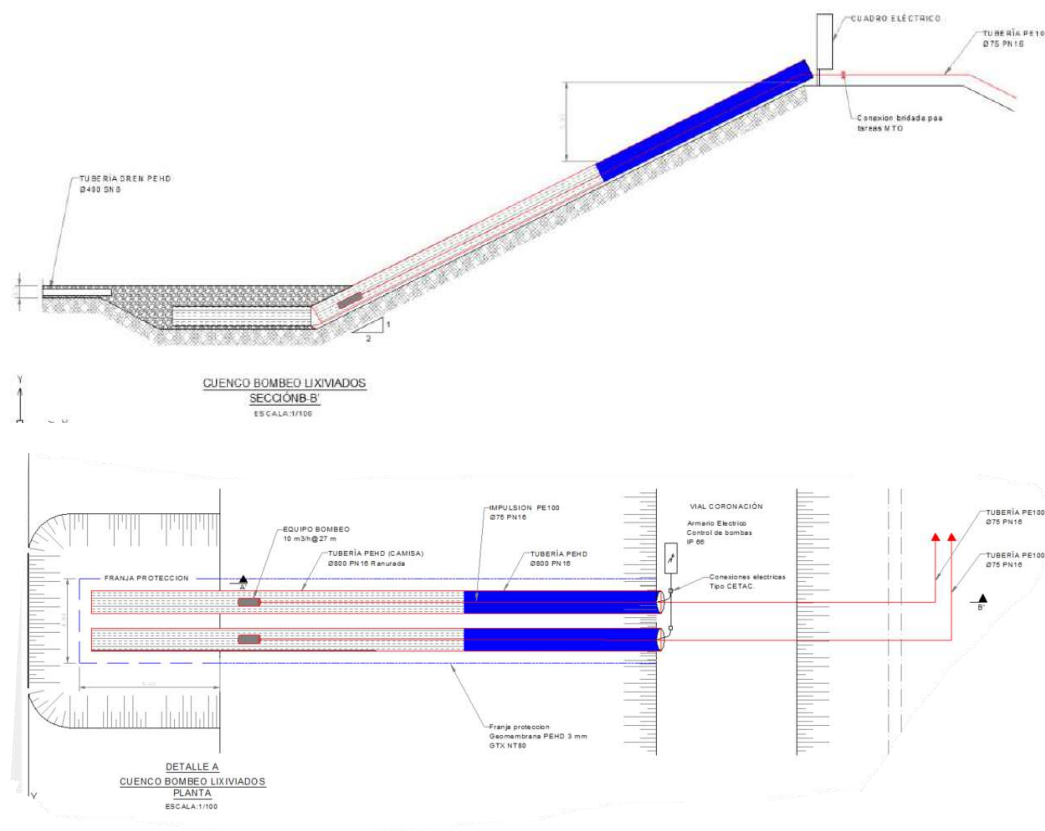 CUADRO ELÉCTRICO
TUBERÍA PE100
Ø75 PN16
Conexion bridada paa
tareas MTO
TUBERÍA DREN PEHD
Ø400 SN8
1
2
CUENCO BOMBEO LIXIVIADOS
SECCIÓNB-B'
ESCALA:1/100
Y
IMPULSION PE100
Ø75 PN16
VIAL CORONACIÓN
Armario Electrico
Control de bombas
IP 66
TUBERÍA PE100
Ø75 PN16
EQUIPO BOMBEO
10 m3/h@27 m
TUBERÍA PEHD (CAMISA)
Ø800 PN16 Ranurada
TUBERÍA PEHD
Ø800 PN16
TUBERÍA PE100
Ø75 PN16
FRANJA PROTECCION
Conexiones electricas
Tipo CETAC.
B'
Franja proteccion
Geomembrana PEHD 3 mm
GTX NT80
DETALLE A
CUENCO BOMBEO LIXIVIADOS
PLANTA
ESCALA:1/100
Y